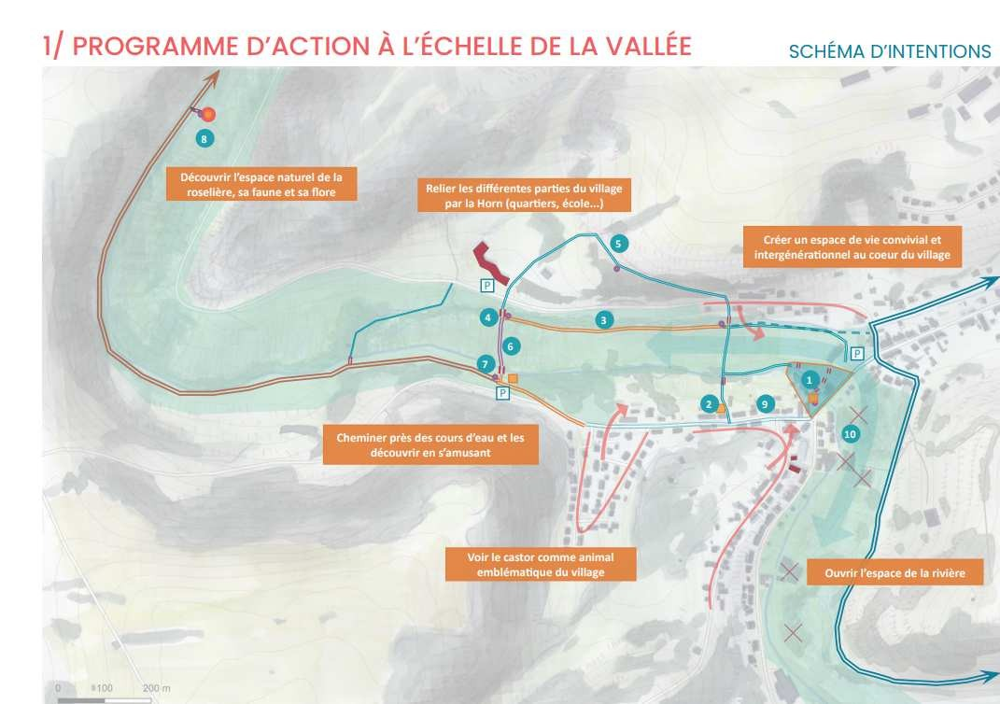 1/ PROGRAMME D'ACTION À L'ÉCHELLE DE LA VALLÉE
SCHÉMA D'INTENTIONS
8
Découvrir l'espace naturel de la
roselière, sa faune et sa flore
Relier les différentes parties du village
par la Horn (quartiers, école...)
5
Créer un espace de vie convivial et
intergénérationnel au coeur du village
P
4
3
6
7
P
P
1
2
9
10
Cheminer près des cours d'eau et les
découvrir en s'amusant
Voir le castor comme animal
emblématique du village
Ouvrir l'espace de la rivière
0 100 200 m